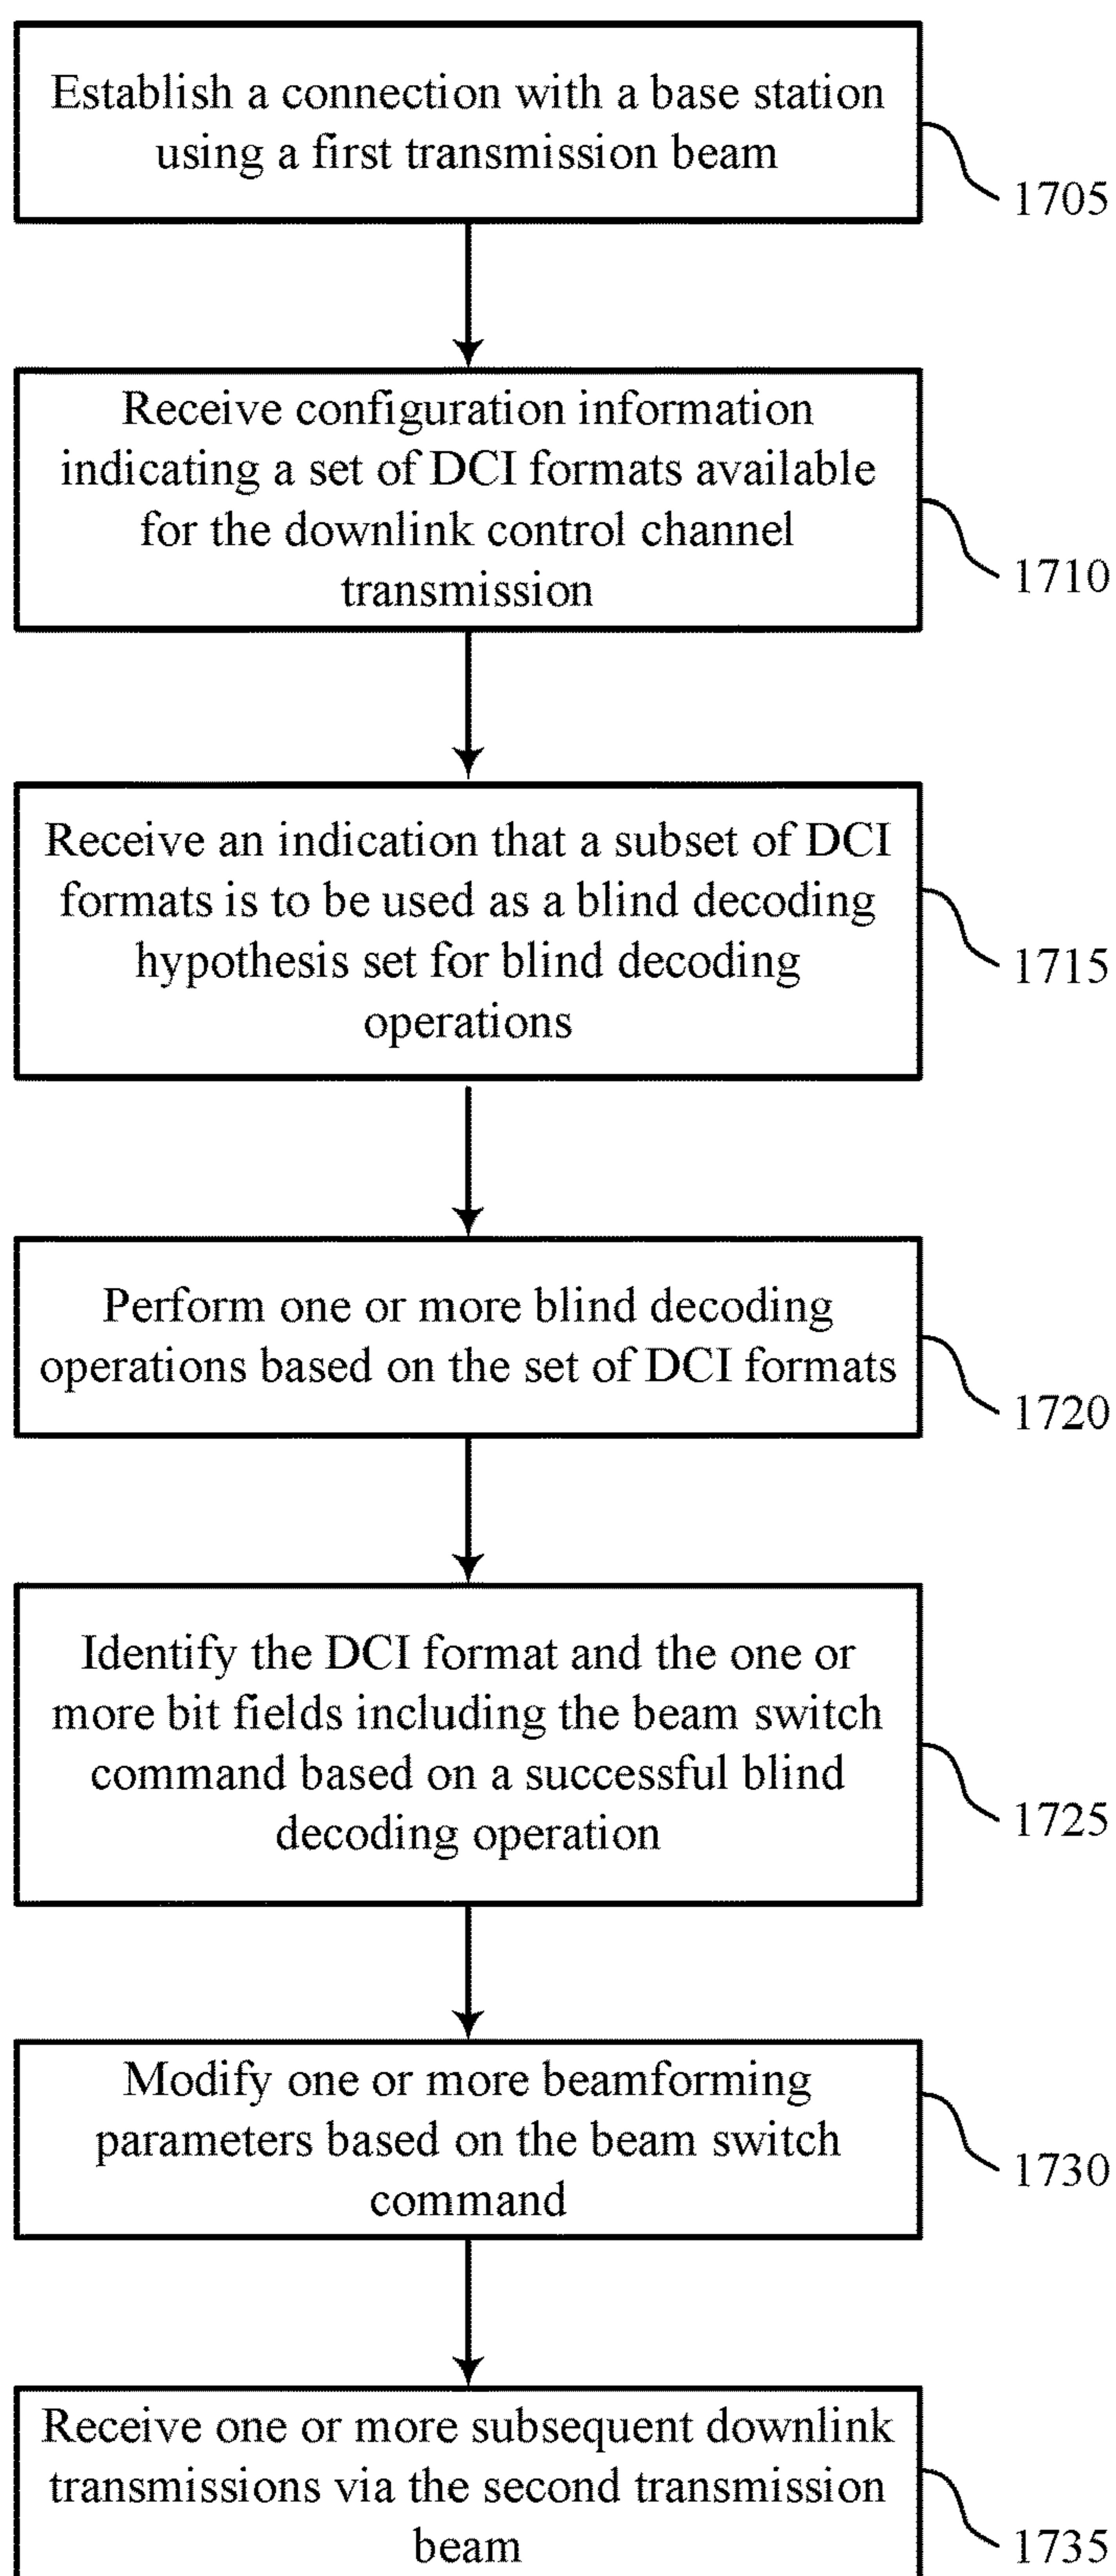 Establish a connection with a base station
using a first transmission beam
1705
Receive configuration information
indicating a set of DCI formats available
for the downlink control channel
transmission
1710
Receive an indication that a subset of DCI
formats is to be used as a blind decoding
hypothesis set for blind decoding
operations
1715
Perform one or more blind decoding
operations based on the set of DCI formats
1720
Identify the DCI format and the one or
more bit fields including the beam switch
command based on a successful blind
decoding operation
1725
Modify one or more beamforming
parameters based on the beam switch
command
1730
Receive one or more subsequent downlink
transmissions via the second transmission
beam
1735